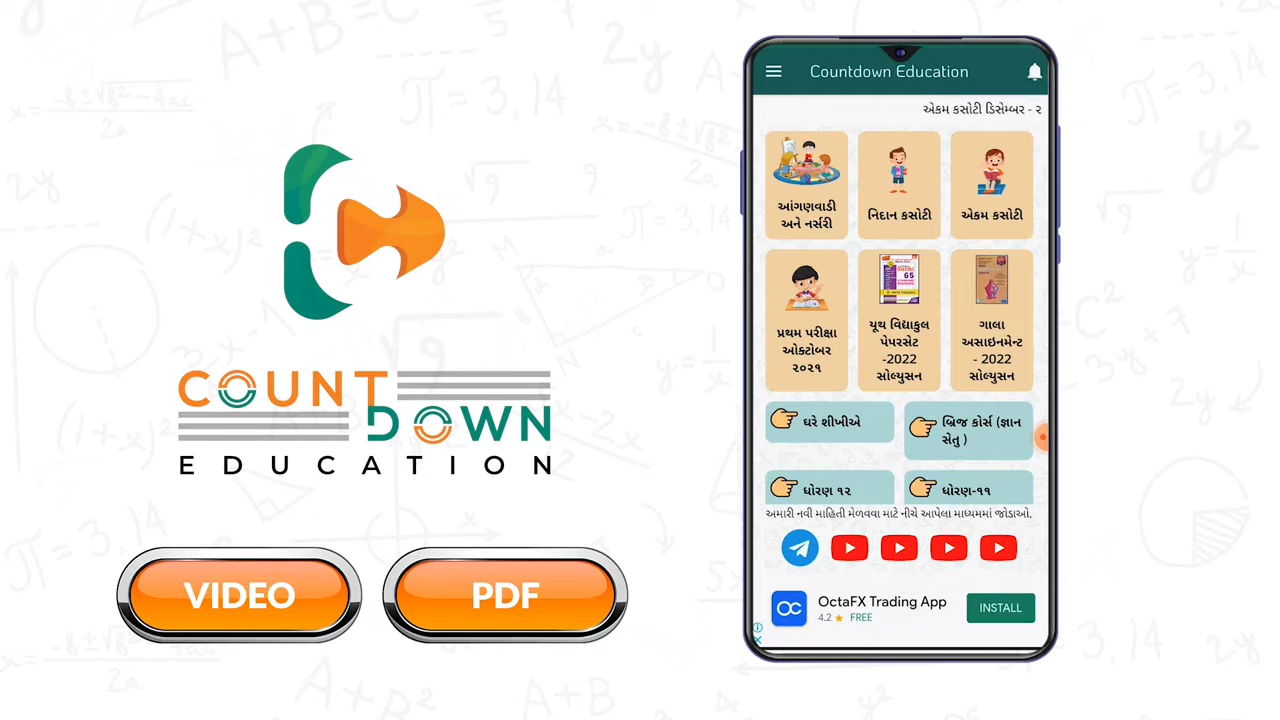 COUNT
DOWN
EDUCATION
VIDEO
PDF
Countdown Education
એકમ કસોટી ડિસેમ્બર - ૨
આંગણવાડી
અને નર્સરી
નિદાન કસોટી
એકમ કસોટી
પ્રથમ પરીક્ષા
ઓક્ટોબર
૨૦૨૧
યૂથ વિદ્યાકુલ
પેપરસેટ
-2022
સોલ્યુસન
ગાલા
અસાઇનમેન્ટ
- 2022
સોલ્યુસન
ઘરે શીખીએ
બ્રિજ કોર્સ (જ્ઞાન
સેતુ )
ધોરણ ૧૨
ધોરણ-૧૧
અમારી નવી માહિતી મેળવવા માટે નીચે આપેલા માધ્યમમાં જોડાઓ.
OctaFX Trading App
4.2 ★ FREE
INSTALL